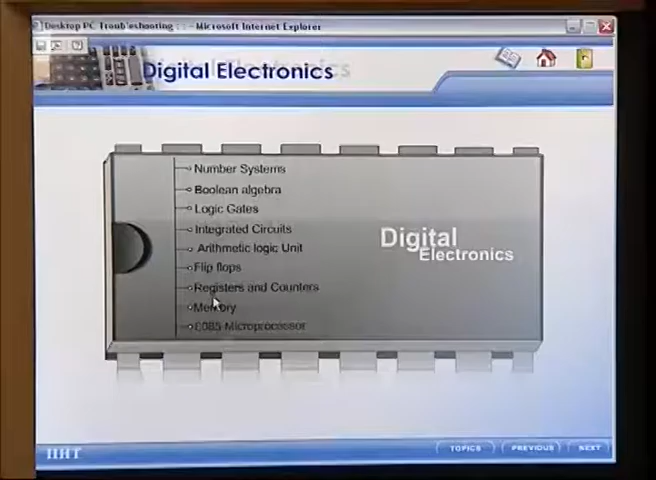 Desktop PC Troubleshooting : : - Microsoft Internet Explorer
Digital Electronics
Number Systems
Boolean algebra
Logic Gates
Integrated Circuits
Arithmetic logic Unit
Flip flops
Registers and Counters
Memory
8085 Microprocessor
Digital
Electronics
TOPICS
PREVIOUS
NEXT